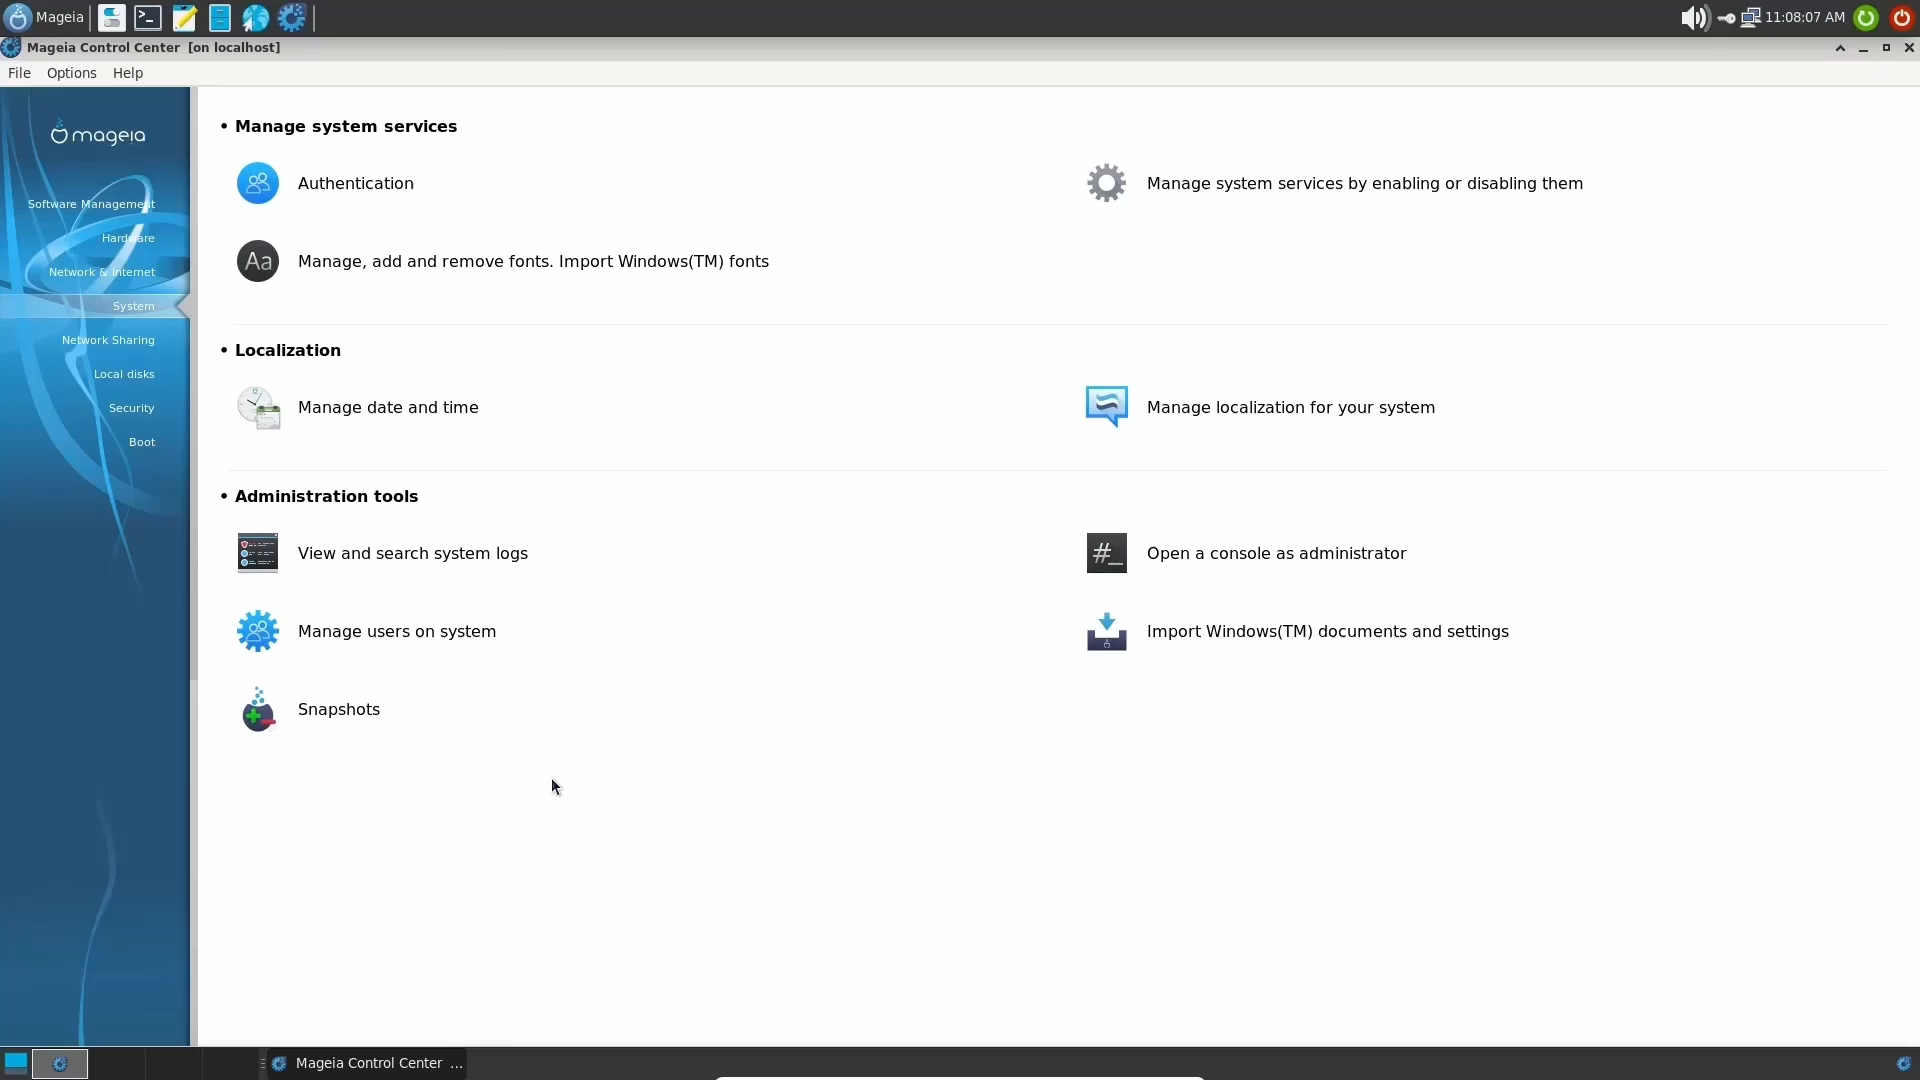 Mageia
11:08:07 AM
Mageia Control Center  [on localhost]
File Options Help
mageia
Software Management
Hardware
Network & Internet
System
Network Sharing
Local disks
Security
Boot
• Manage system services
Authentication
Manage system services by enabling or disabling them
Aa
Manage, add and remove fonts. Import Windows(TM) fonts
• Localization
12
Manage date and time
Manage localization for your system
• Administration tools
View and search system logs
#_
Open a console as administrator
Manage users on system
Import Windows(TM) documents and settings
Snapshots
Mageia Control Center ...